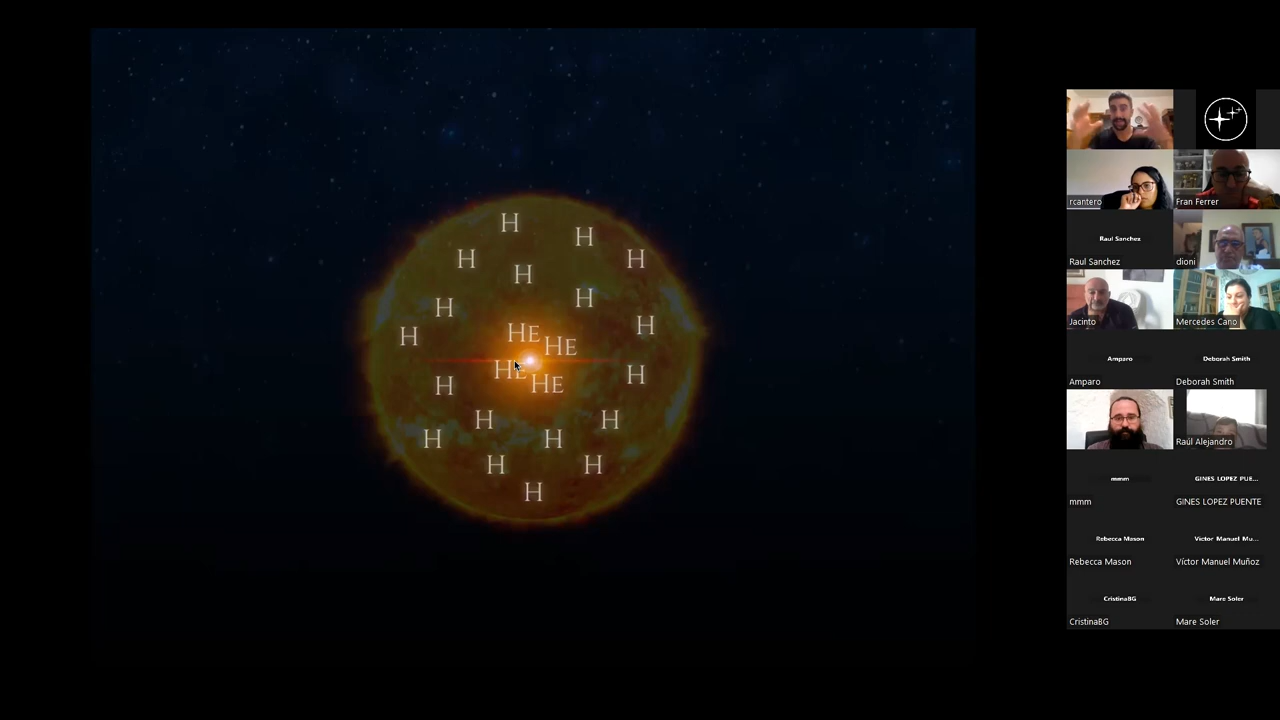 H
H
H
H
H
H
H
H
H
HE
HE
HE
HE
H
H
H
H
H
H
H
H
H
rcantero
Fran Ferrer
Raul Sanchez
Raul Sanchez
dioni
Jacinto
Mercedes Cano
Amparo
Deborah Smith
Amparo
Deborah Smith
Raúl Alejandro
mmm
GINES LOPEZ PUE...
mmm
GINES LOPEZ PUENTE
Rebecca Mason
Víctor Manuel Mu...
Rebecca Mason
Víctor Manuel Muñoz
CristinaBG
Mare Soler
CristinaBG
Mare Soler